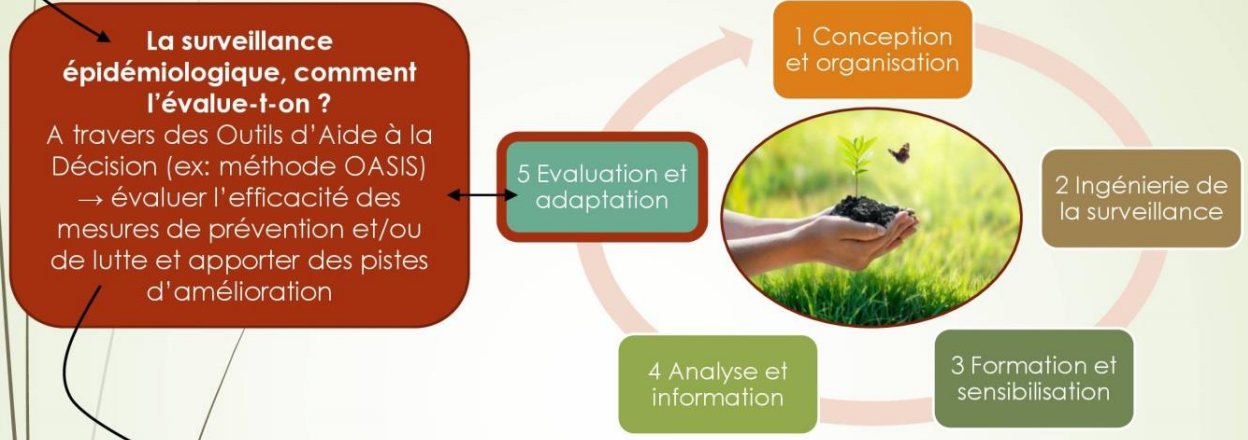 La surveillance
épidémiologique, comment
l'évalue-t-on ?
A travers des Outils d'Aide à la
Décision (ex: méthode OASIS)
→ évaluer l'efficacité des
mesures de prévention et/ou
de lutte et apporter des pistes
d'amélioration
1 Conception
et organisation
2 Ingénierie de
la surveillance
3 Formation et
sensibilisation
4 Analyse et
information
5 Evaluation et
adaptation